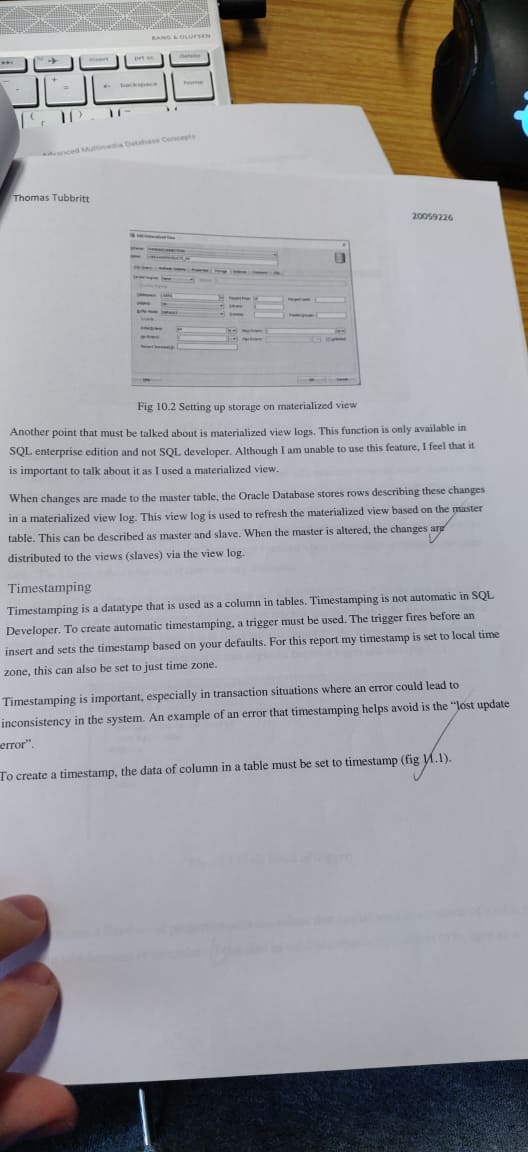 BANG & OLUFSEN
insert
prt sc
delete
backspace
home
Advanced Multimedia Database Concepts
Thomas Tubbritt
20059226
Fig 10.2 Setting up storage on materialized view
Another point that must be talked about is materialized view logs. This function is only available in
SQL enterprise edition and not SQL developer. Although I am unable to use this feature, I feel that it
is important to talk about it as I used a materialized view.
When changes are made to the master table, the Oracle Database stores rows describing these changes
in a materialized view log. This view log is used to refresh the materialized view based on the master
table. This can be described as master and slave. When the master is altered, the changes are
distributed to the views (slaves) via the view log.
Timestamping
Timestamping is a datatype that is used as a column in tables. Timestamping is not automatic in SQL
Developer. To create automatic timestamping, a trigger must be used. The trigger fires before an
insert and sets the timestamp based on your defaults. For this report my timestamp is set to local time
zone, this can also be set to just time zone.
Timestamping is important, especially in transaction situations where an error could lead to
inconsistency in the system. An example of an error that timestamping helps avoid is the “lost update
error”.
To create a timestamp, the data of column in a table must be set to timestamp (fig 11.1).